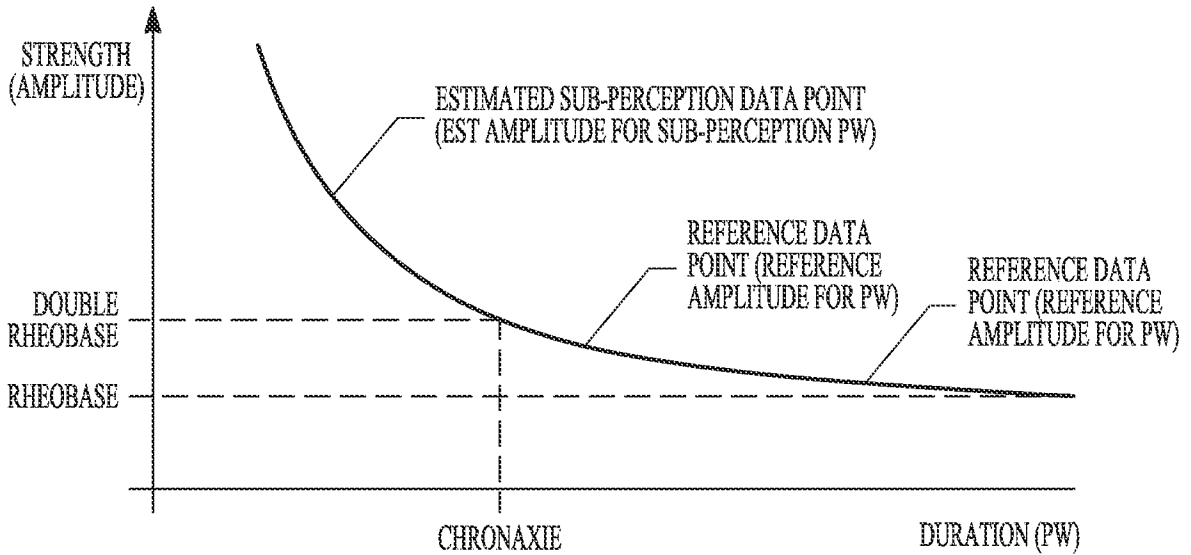 STRENGTH
(AMPLITUDE)
ESTIMATED SUB-PERCEPTION DATA POINT
(EST AMPLITUDE FOR SUB-PERCEPTION PW)
REFERENCE DATA
POINT (REFERENCE
AMPLITUDE FOR PW)
REFERENCE DATA
POINT (REFERENCE
AMPLITUDE FOR PW)
DOUBLE
RHEOBASE
RHEOBASE
CHRONAXIE
DURATION (PW)